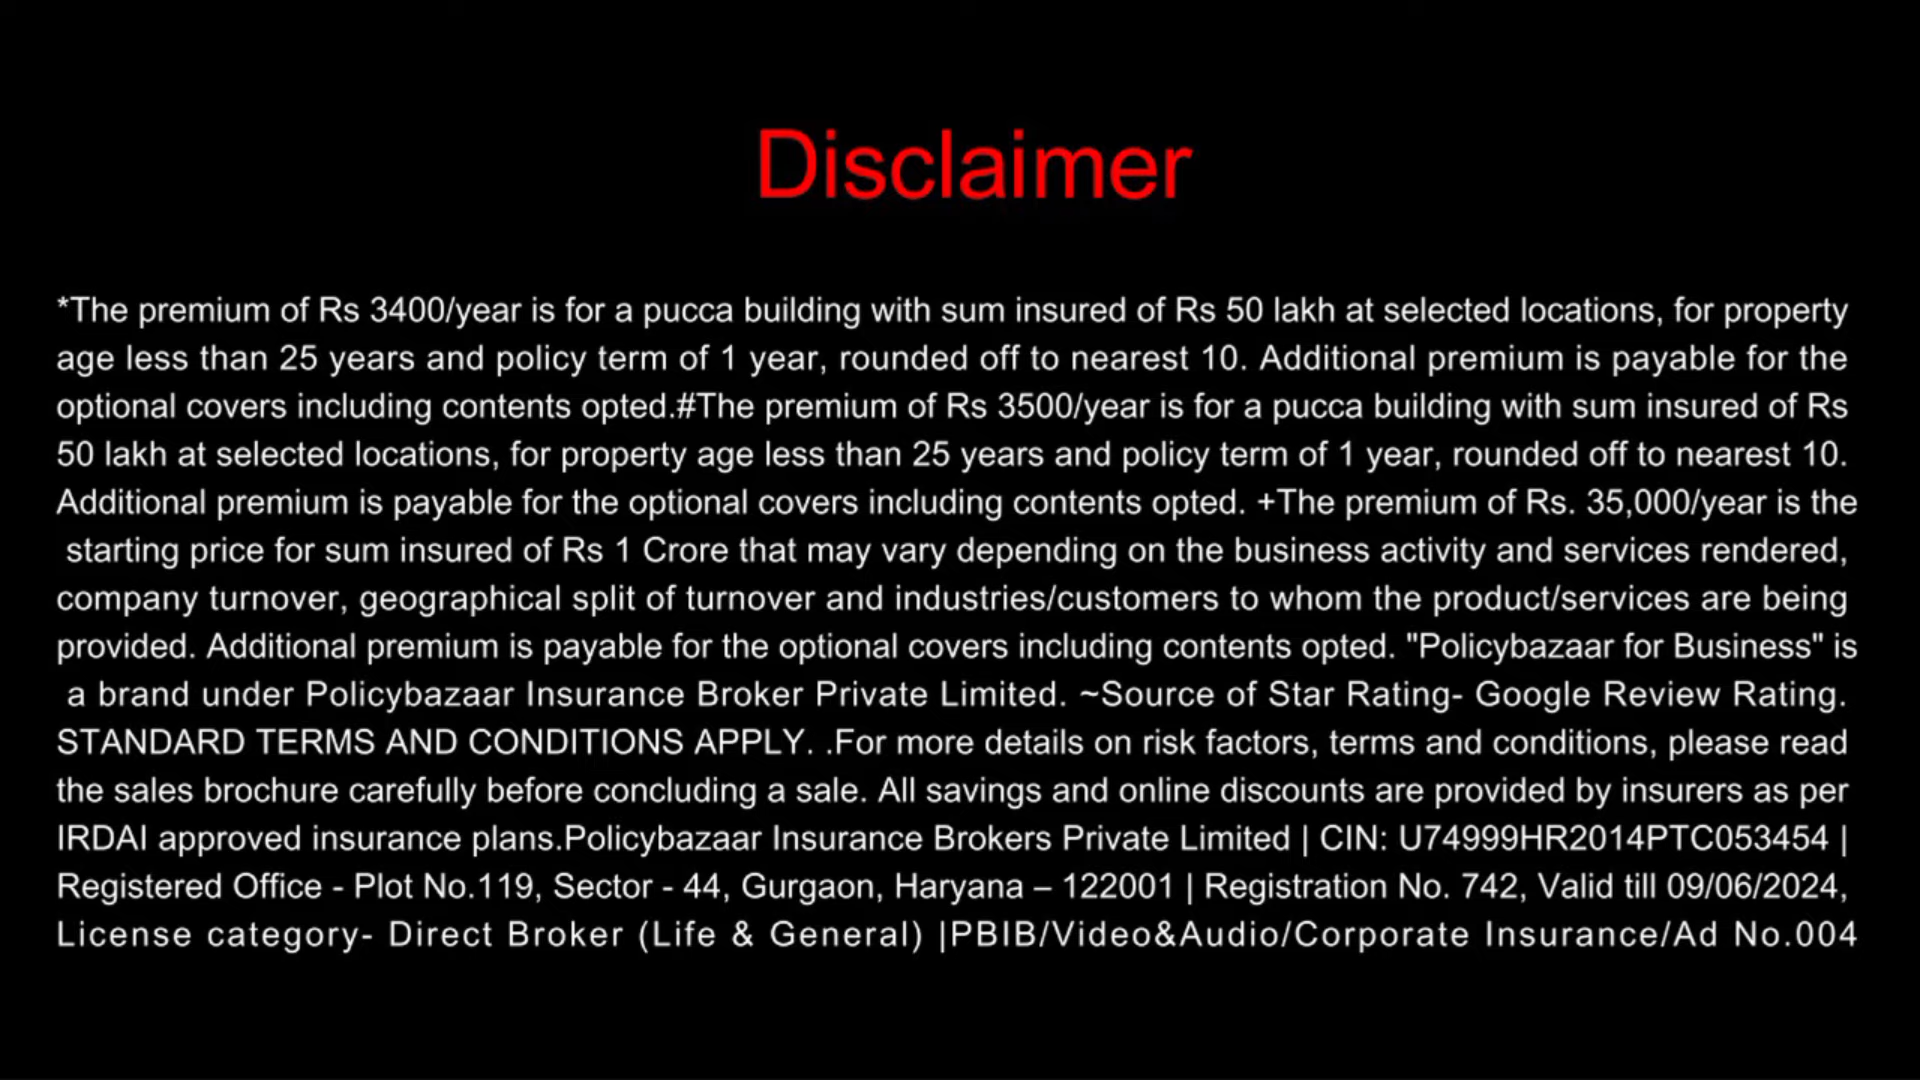 Disclaimer
*The premium of Rs 3400/year is for a pucca building with sum insured of Rs 50 lakh at selected locations, for property
age less than 25 years and policy term of 1 year, rounded off to nearest 10. Additional premium is payable for the
optional covers including contents opted.#The premium of Rs 3500/year is for a pucca building with sum insured of Rs
50 lakh at selected locations, for property age less than 25 years and policy term of 1 year, rounded off to nearest 10.
Additional premium is payable for the optional covers including contents opted. +The premium of Rs. 35,000/year is the
starting price for sum insured of Rs 1 Crore that may vary depending on the business activity and services rendered,
company turnover, geographical split of turnover and industries/customers to whom the product/services are being
provided. Additional premium is payable for the optional covers including contents opted. "Policybazaar for Business" is
a brand under Policybazaar Insurance Broker Private Limited. ~Source of Star Rating- Google Review Rating.
STANDARD TERMS AND CONDITIONS APPLY. .For more details on risk factors, terms and conditions, please read
the sales brochure carefully before concluding a sale. All savings and online discounts are provided by insurers as per
IRDAI approved insurance plans.Policybazaar Insurance Brokers Private Limited | CIN: U74999HR2014PTC053454 |
Registered Office - Plot No.119, Sector - 44, Gurgaon, Haryana – 122001 | Registration No. 742, Valid till 09/06/2024,
License category- Direct Broker (Life & General) |PBIB/Video&Audio/Corporate Insurance/Ad No.004